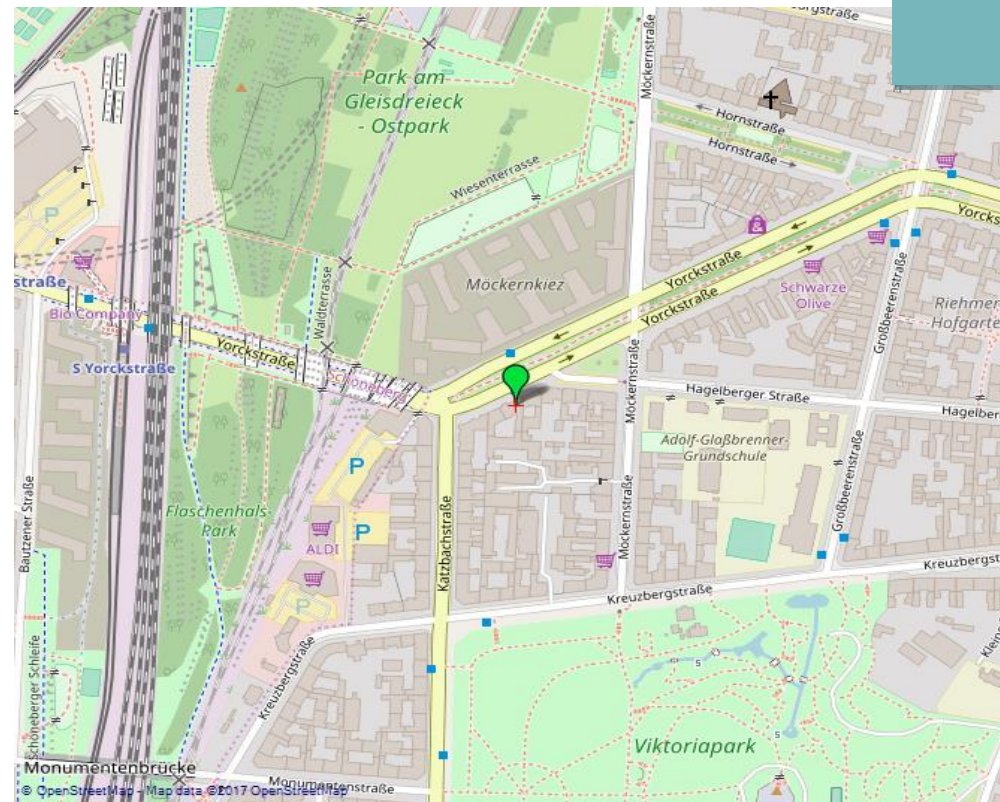 Möckernstraße
Park am
Gleisdreieck
- Ostpark
Hornstraße
Hornstraße
Wiesenterrasse
P
straße
Bio Company
Yorckstraße
S Yorckstraße
Waldterrasse
Möckernkiez
Yorckstraße
Yorckstraße
Schwarze
Olive
Yorcks
Großbeerenstraße
Riehmer
Hofgarte
Schöneberg
Möckernstraße
Hagelberger Straße
Hagelber
Adolf-Glaßbrenner-
Grundschule
P
P
P
Bautzener Straße
Flaschenhals-
Park
ALDI
Katzbachstraße
Möckernstraße
Großbeerenstraße
Kreuzbergst
Kreuzbergstraße
Kreuzbergstraße
Schöneberger Schleife
Viktoriapark
Monumentenbrücke
Monumentenstraße
© OpenStreetMap - Map data © 2017 OpenStreetMap